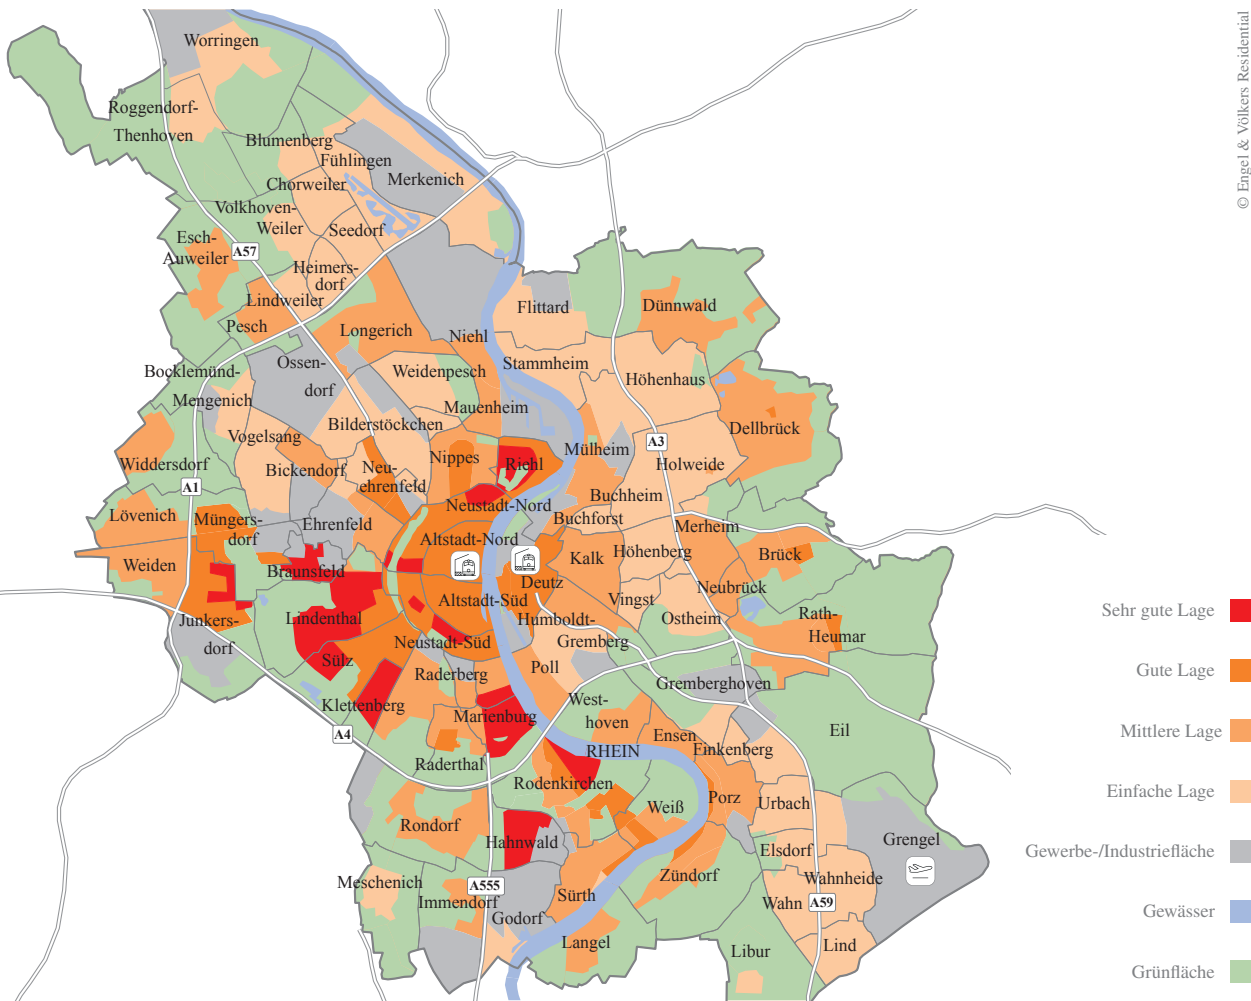 © Engel & Völkers Residential
Worringen
Roggendorf-
Thenhoven
Blumenberg
Fühlingen
Merkenich
Chorweiler
Volkhoven-
Weiler
Seedorf
Esch-
Auweiler
A57
Heimers-
dorf
Lindweiler
Pesch
Longerich
Niehl
Flittard
Dünnwald
Ossen-
dorf
Bocklemünd-
Mengenich
Weidenpesch
Stammheim
Höhenhaus
Mauenheim
Bilderstöckchen
Vogelsang
Dellbrück
A3
Mülheim
Holweide
Widdersdorf
Bickendorf
Neu-
ehrenfeld
Nippes
Riehl
A1
Buchheim
Neustadt-Nord
Lövenich
Müngers-
dorf
Ehrenfeld
Buchforst
Merheim
Altstadt-Nord
Weiden
Braunsfeld
Kalk
Höhenberg
Brück
Deutz
Neubrück
Altstadt-Süd
Vingst
Junkers-
dorf
Lindenthal
Humboldt-
Gremberg
Ostheim
Rath-
Heumar
Neustadt-Süd
Sülz
Raderberg
Poll
Gremberghoven
Klettenberg
Marienburg
West-
hoven
Eil
A4
Ensen
Einkenberg
RHEIN
Raderthal
Rodenkirchen
Porz
Weiß
Urbach
Rondorf
Hahnwald
Grengel
Elsdorf
Meschenich
A555
Immendorf
Sürth
Zündorf
Wahnheide
Wahn
A59
Godorf
Langel
Libur
Lind
Sehr gute Lage
Gute Lage
Mittlere Lage
Einfache Lage
Gewerbe-/Industriefläche
Gewässer
Grünfläche